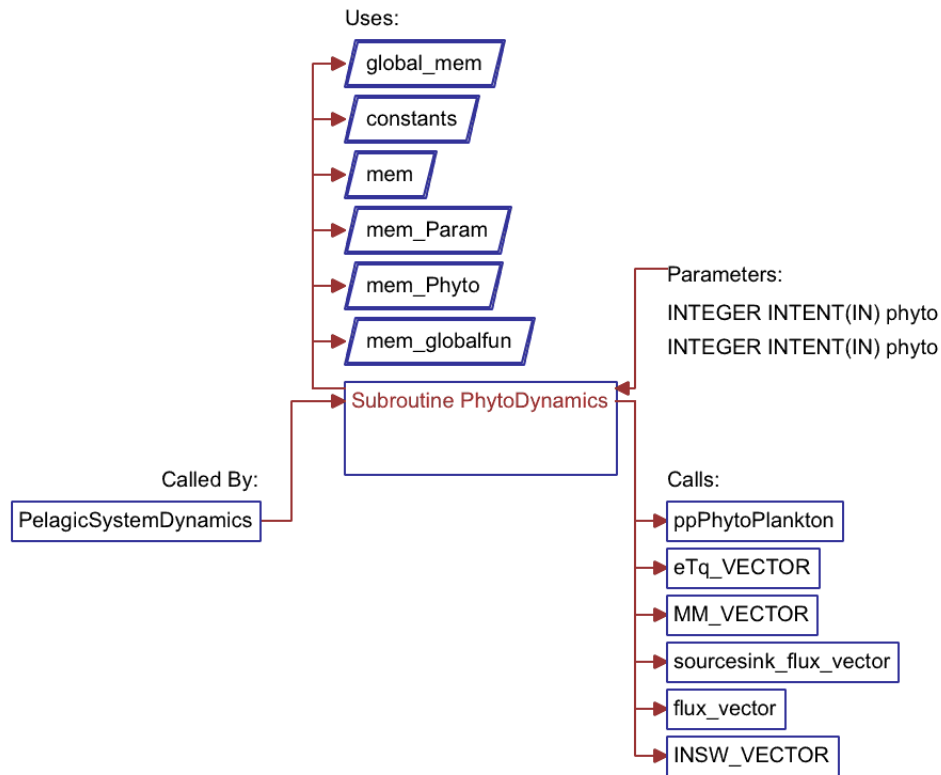 Uses:
global_mem
constants
mem
mem_Param
mem_Phyto
mem_globalfun
Parameters:
INTEGER INTENT(IN) phyto
INTEGER INTENT(IN) phyto
Subroutine PhytoDynamics
Called By:
PelagicSystemDynamics
Calls:
ppPhytoPlankton
eTq_VECTOR
MM_VECTOR
sourcesink_flux_vector
flux_vector
INSW_VECTOR